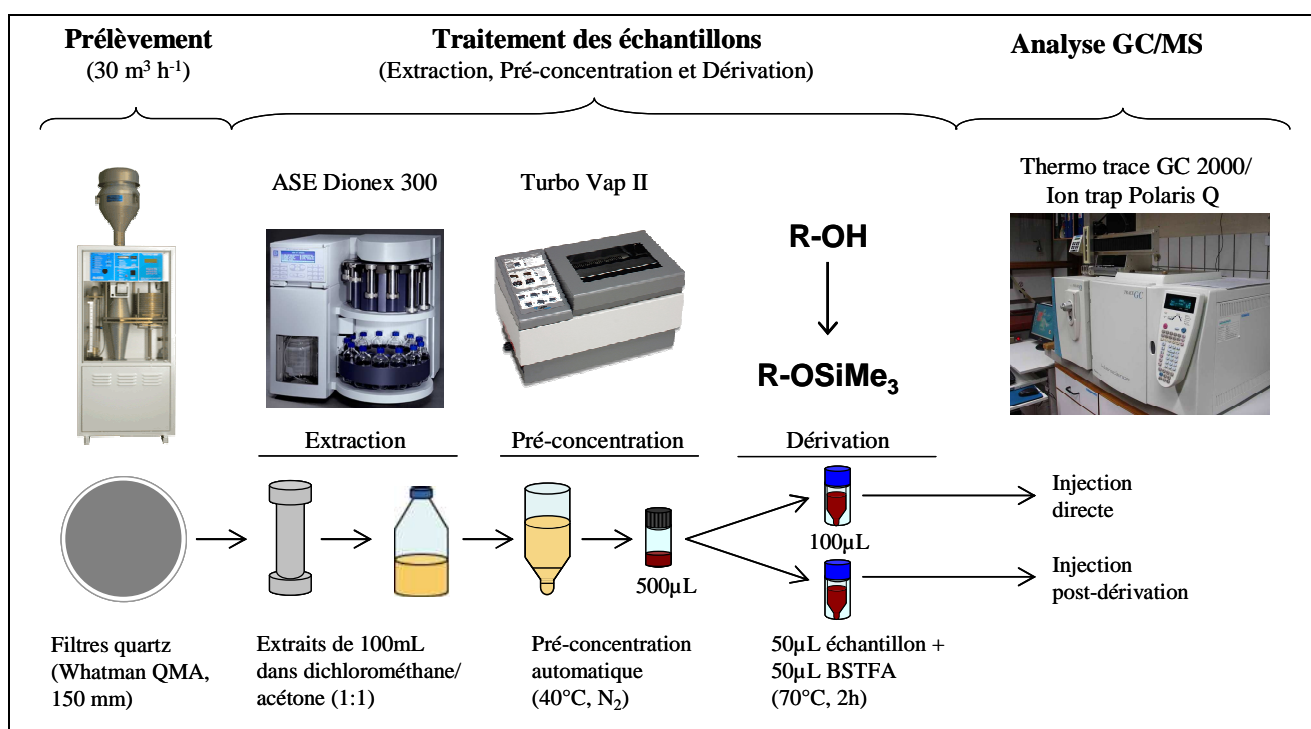 Prélèvement
(30 m³ h⁻¹)
Traitement des échantillons
(Extraction, Pré-concentration et Dérivation)
Analyse GC/MS
ASE Dionex 300
Turbo Vap II
R-OH
R-OSiMe₃
Thermo trace GC 2000/
Ion trap Polaris Q
Extraction
Pré-concentration
Dérivation
500µL
100µL
Injection
directe
Injection
post-dérivation
Filtres quartz
(Whatman QMA,
150 mm)
Extraits de 100mL
dans dichlorométhane/
acétone (1:1)
Pré-concentration
automatique
(40°C, N₂)
50µL échantillon +
50µL BSTFA
(70°C, 2h)